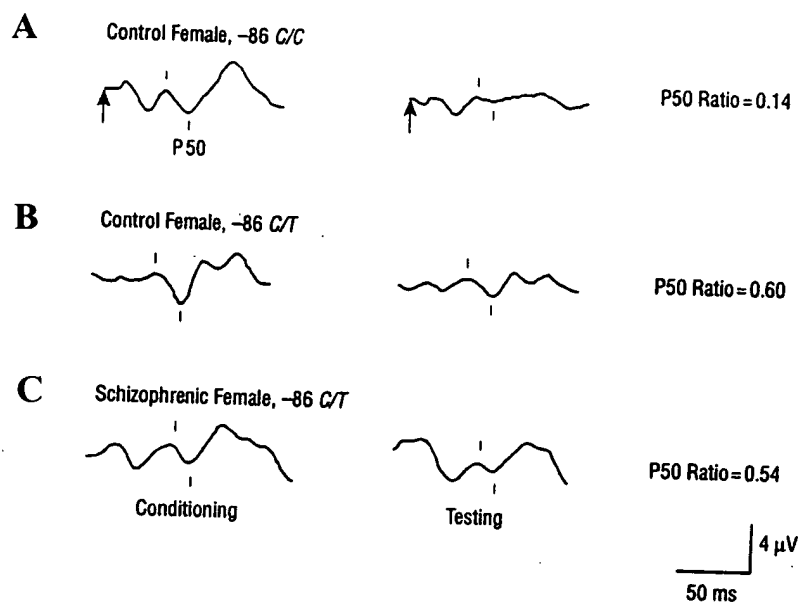 A
Control Female, –86 C/C
P50
P50 Ratio = 0.14
B
Control Female, –86 C/T
P50 Ratio = 0.60
C
Schizophrenic Female, –86 C/T
P50 Ratio = 0.54
Conditioning
Testing
4 μV
50 ms